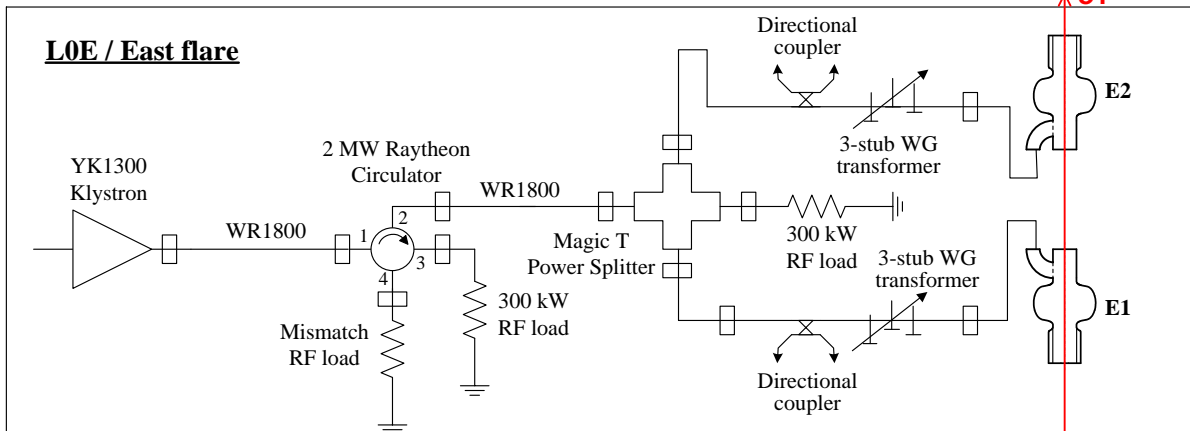 L0E / East flare
Directional
coupler
E2
3-stub WG
transformer
2 MW Raytheon
Circulator
YK1300
Klystron
WR1800
WR1800
1
2
3
4
Magic T
Power Splitter
300 kW
RF load
300 kW
RF load
Mismatch
RF load
3-stub WG
transformer
E1
Directional
coupler